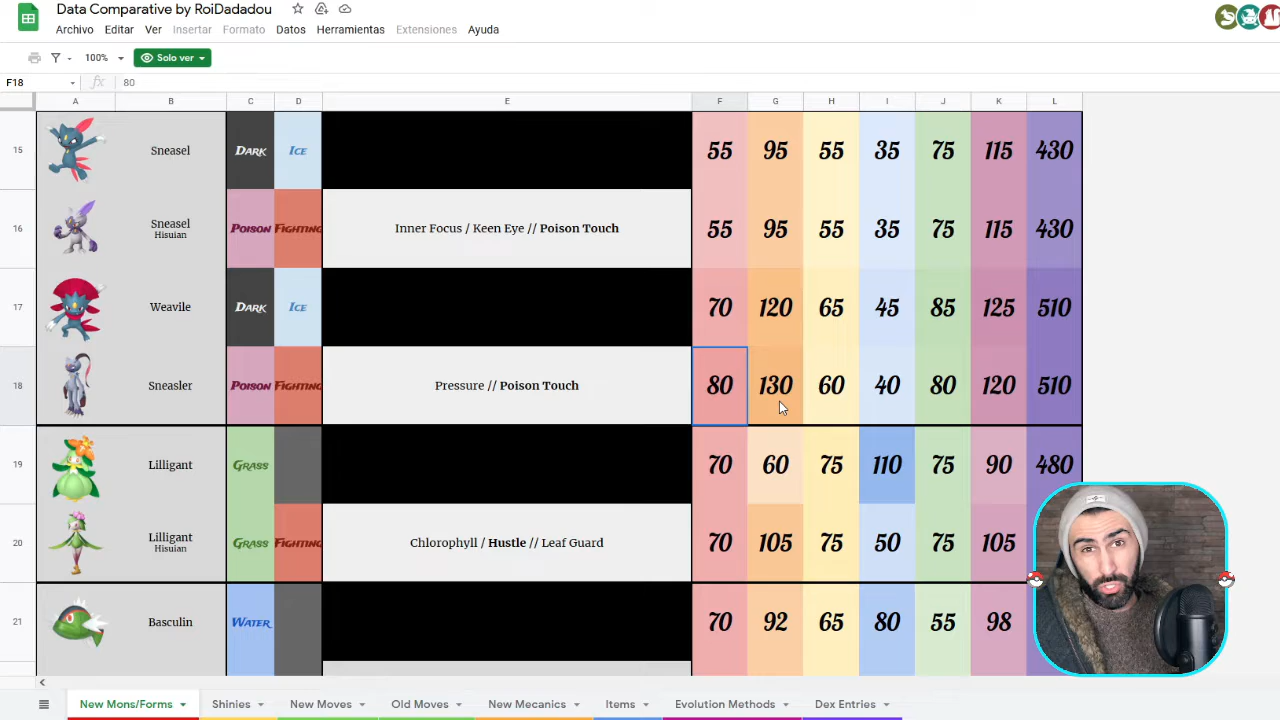 Data Comparative by RoiDadadou
Archivo Editar Ver Insertar Formato Datos Herramientas Extensiones Ayuda
100% Solo ver
F18 fx 80
A B C D E F G H I J K L
15 Sneasel DARK ICE 55 95 55 35 75 115 430
16 Sneasel Hisuian POISON FIGHTING Inner Focus / Keen Eye // Poison Touch 55 95 55 35 75 115 430
17 Weavile DARK ICE 70 120 65 45 85 125 510
18 Sneasler POISON FIGHTING Pressure // Poison Touch 80 130 60 40 80 120 510
19 Lilligant GRASS 70 60 75 110 75 90 480
20 Lilligant Hisuian GRASS FIGHTING Chlorophyll / Hustle // Leaf Guard 70 105 75 50 75 105
21 Basculin WATER 70 92 65 80 55 98
New Mons/Forms Shinies New Moves Old Moves New Mecanics Items Evolution Methods Dex Entries